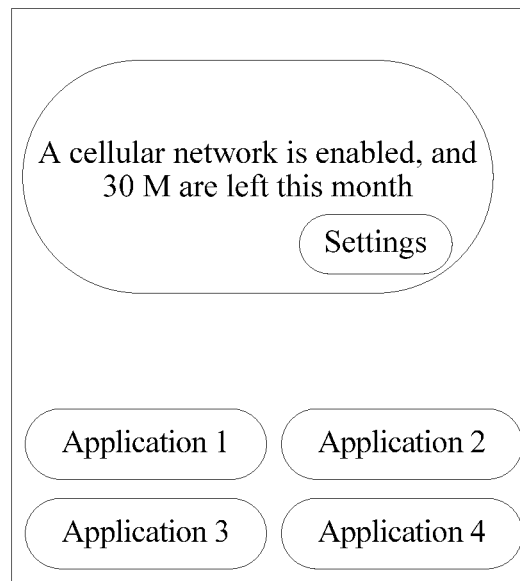 A cellular network is enabled, and
30 M are left this month
Settings
Application 1
Application 2
Application 3
Application 4